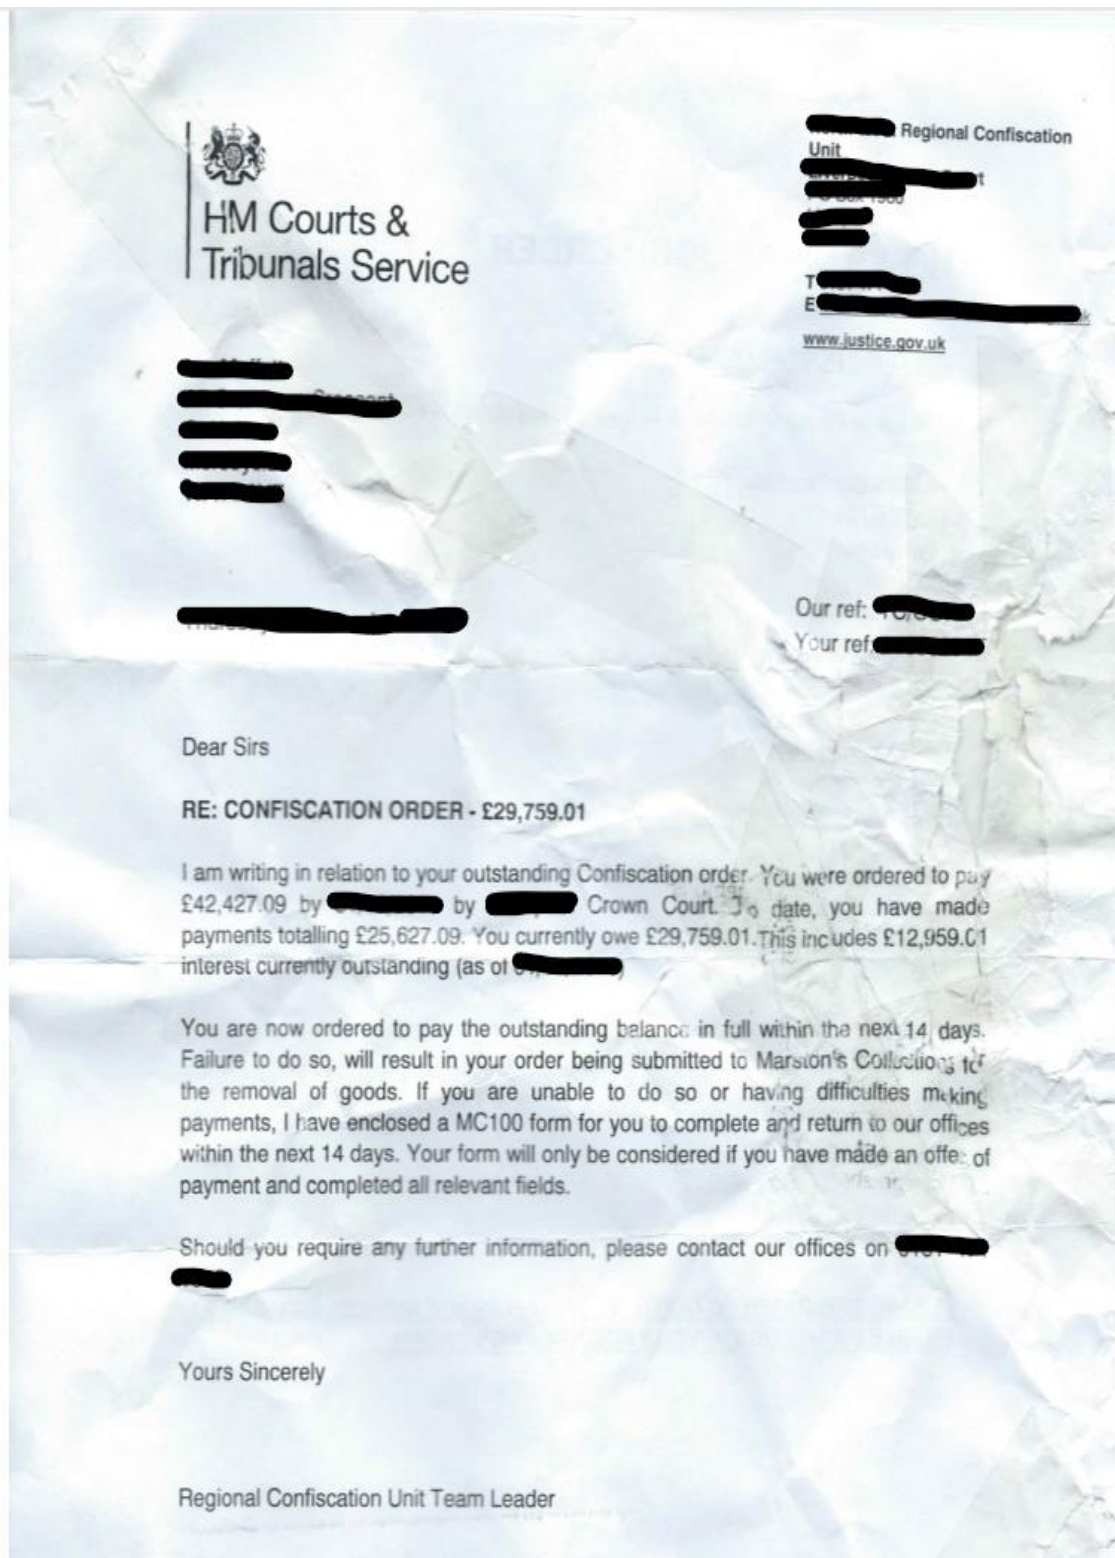 HM Courts &
Tribunals Service
Regional Confiscation
Unit
T
E
www.justice.gov.uk
Our ref:
Your ref
Dear Sirs
RE: CONFISCATION ORDER - £29,759.01
I am writing in relation to your outstanding Confiscation order. You were ordered to pay
£42,427.09 by by Crown Court. To date, you have made
payments totalling £25,627.09. You currently owe £29,759.01.This includes £12,959.01
interest currently outstanding (as of
You are now ordered to pay the outstanding balance in full within the next 14 days.
Failure to do so, will result in your order being submitted to Marston's Collections for
the removal of goods. If you are unable to do so or having difficulties making
payments, I have enclosed a MC100 form for you to complete and return to our offices
within the next 14 days. Your form will only be considered if you have made an offer of
payment and completed all relevant fields.
Should you require any further information, please contact our offices on
Yours Sincerely
Regional Confiscation Unit Team Leader